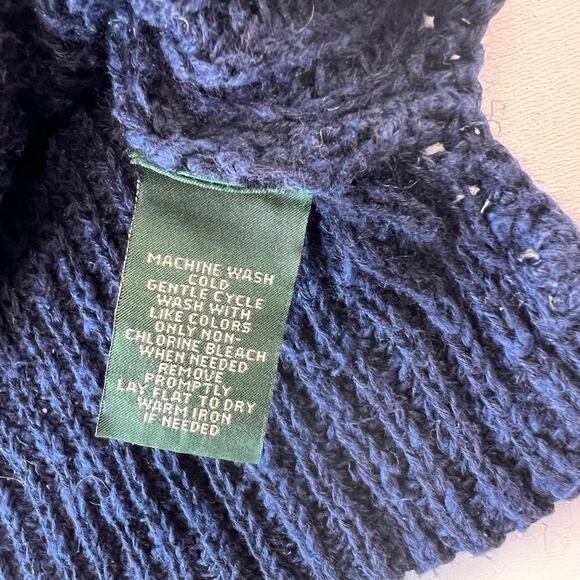 MACHINE WASH
COLD
GENTLE CYCLE
WASH WITH
LIKE COLORS
ONLY NON-
CHLORINE BLEACH
WHEN NEEDED
REMOVE
PROMPTLY
LAY FLAT TO DRY
WARM IRON
IF NEEDED